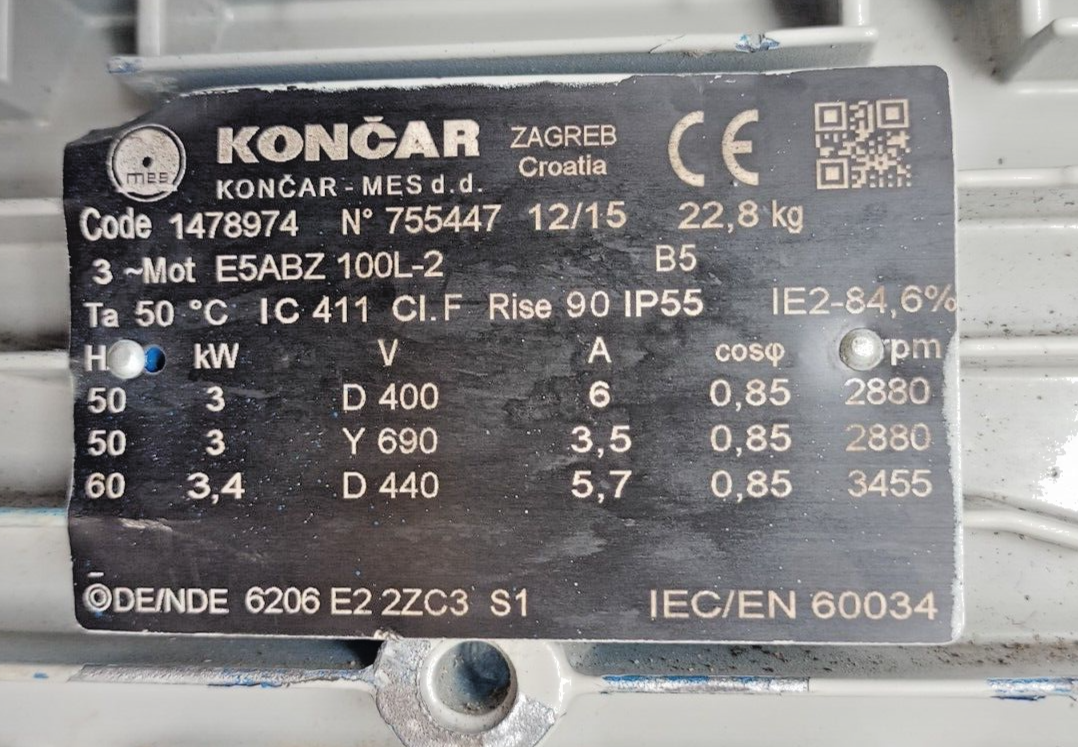 mes
KONČAR ZAGREB CE
KONČAR - MES d.d. Croatia
Code 1478974 N° 755447 12/15 22,8 kg
3 ~Mot E5ABZ 100L-2 B5
Ta 50 °C IC 411 Cl.F Rise 90 IP55 IE2-84,6%
kW V A cosφ rpm
50 3 D 400 6 0,85 2880
50 3 Y 690 3,5 0,85 2880
60 3,4 D 440 5,7 0,85 3455
DE/NDE 6206 E2 2ZC3 S1 IEC/EN 60034